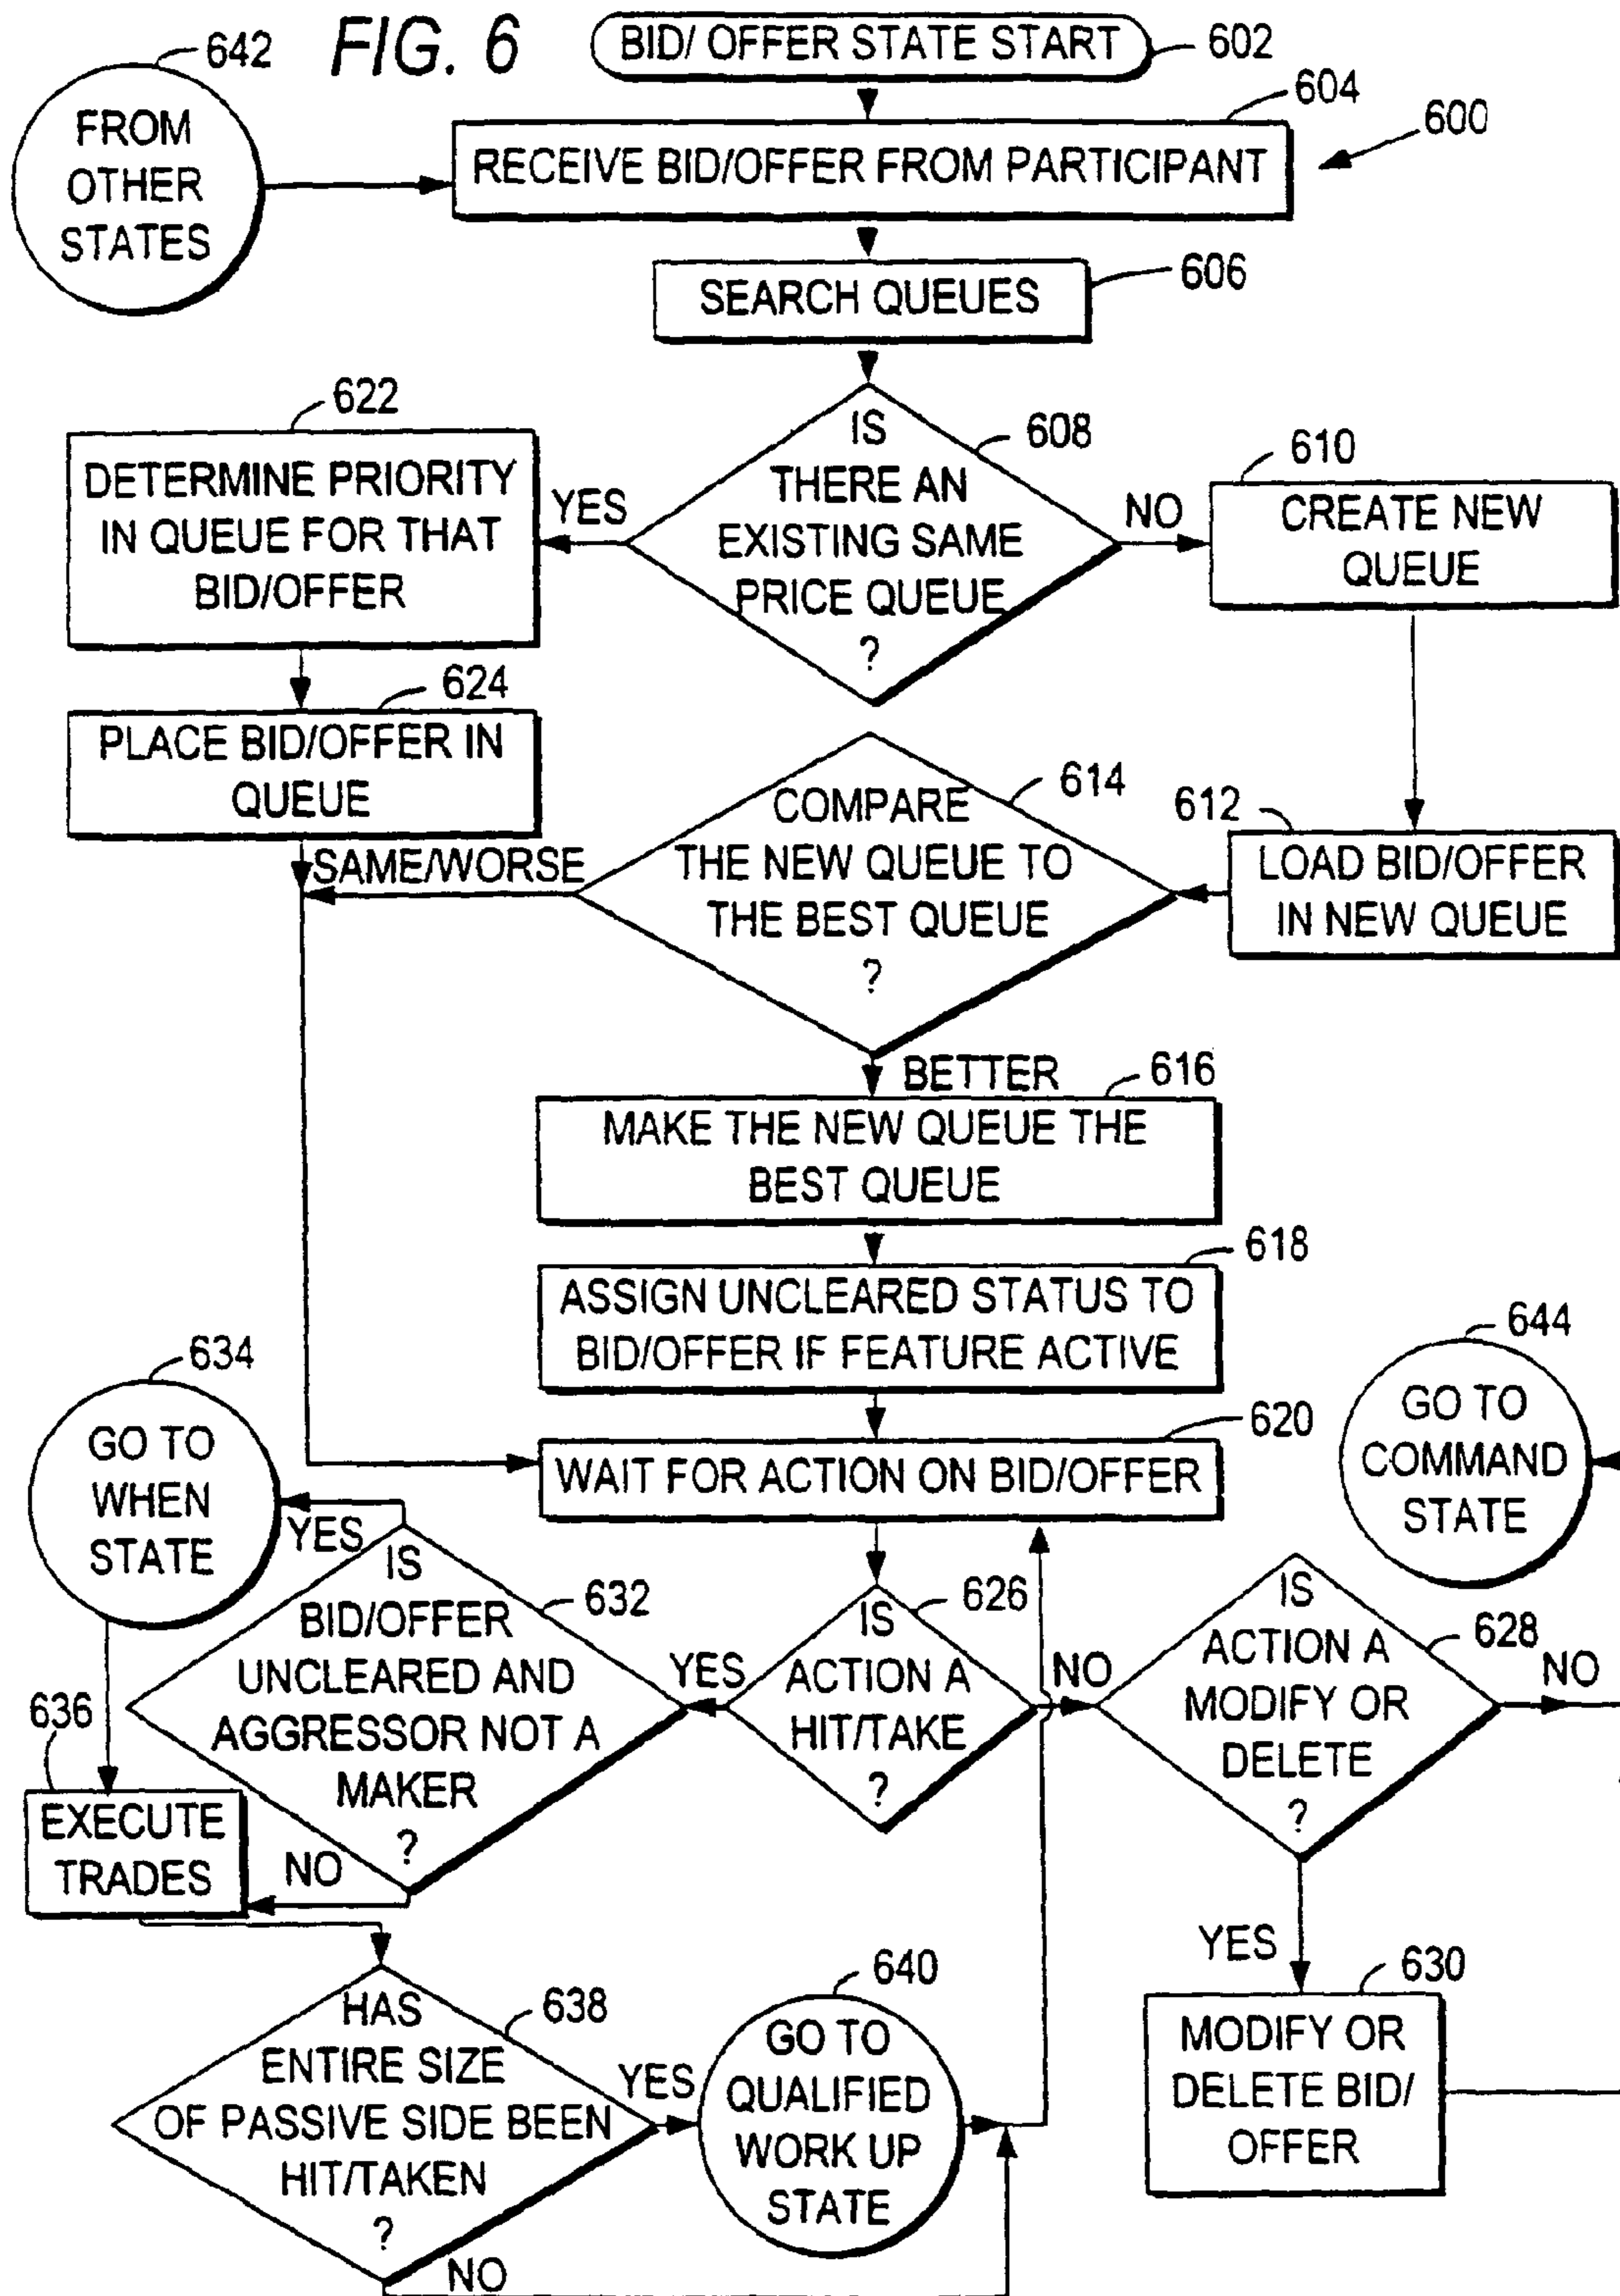 FIG. 6
BID/ OFFER STATE START
602
642
FROM
OTHER
STATES
604
600
RECEIVE BID/OFFER FROM PARTICIPANT
606
SEARCH QUEUES
608
IS
THERE AN
EXISTING SAME
PRICE QUEUE
?
YES
NO
622
DETERMINE PRIORITY
IN QUEUE FOR THAT
BID/OFFER
610
CREATE NEW
QUEUE
624
PLACE BID/OFFER IN
QUEUE
614
COMPARE
THE NEW QUEUE TO
THE BEST QUEUE
?
SAME/WORSE
612
LOAD BID/OFFER
IN NEW QUEUE
BETTER
616
MAKE THE NEW QUEUE THE
BEST QUEUE
618
ASSIGN UNCLEARED STATUS TO
BID/OFFER IF FEATURE ACTIVE
634
GO TO
WHEN
STATE
644
GO TO
COMMAND
STATE
620
WAIT FOR ACTION ON BID/OFFER
YES
IS
BID/OFFER
UNCLEARED AND
AGGRESSOR NOT A
MAKER
?
632
626
IS
ACTION A
HIT/TAKE
?
YES
NO
628
IS
ACTION A
MODIFY OR
DELETE
?
NO
636
EXECUTE
TRADES
NO
YES
630
MODIFY OR
DELETE BID/
OFFER
638
HAS
ENTIRE SIZE
OF PASSIVE SIDE BEEN
HIT/TAKEN
?
YES
NO
640
GO TO
QUALIFIED
WORK UP
STATE